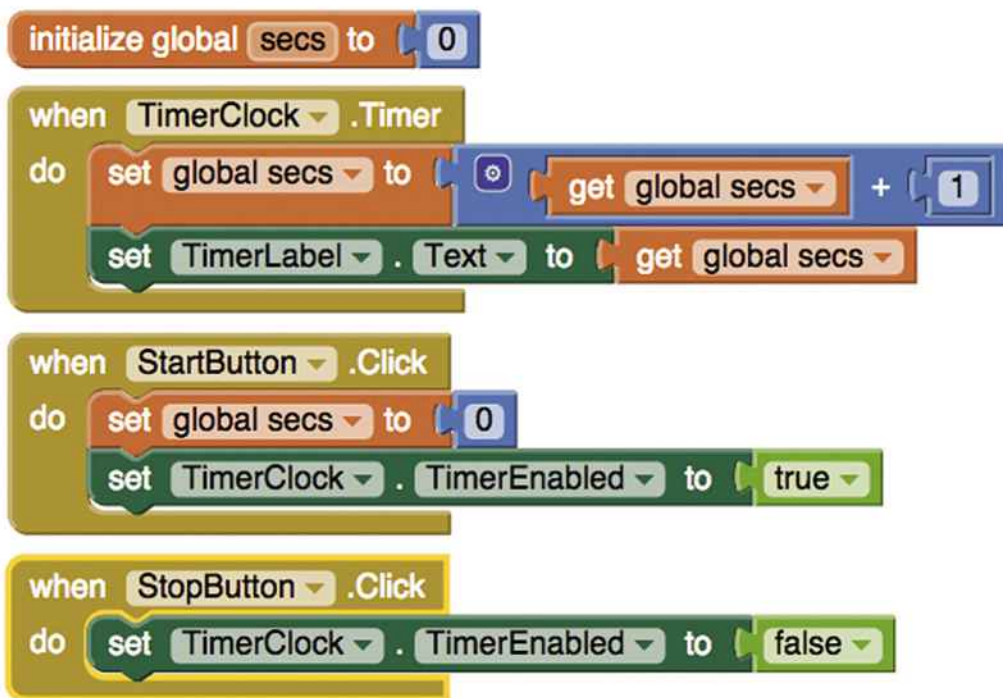 initialize global secs to 0
when TimerClock .Timer
do set global secs to get global secs + 1
set TimerLabel . Text to get global secs
when StartButton .Click
do set global secs to 0
set TimerClock . TimerEnabled to true
when StopButton .Click
do set TimerClock . TimerEnabled to false